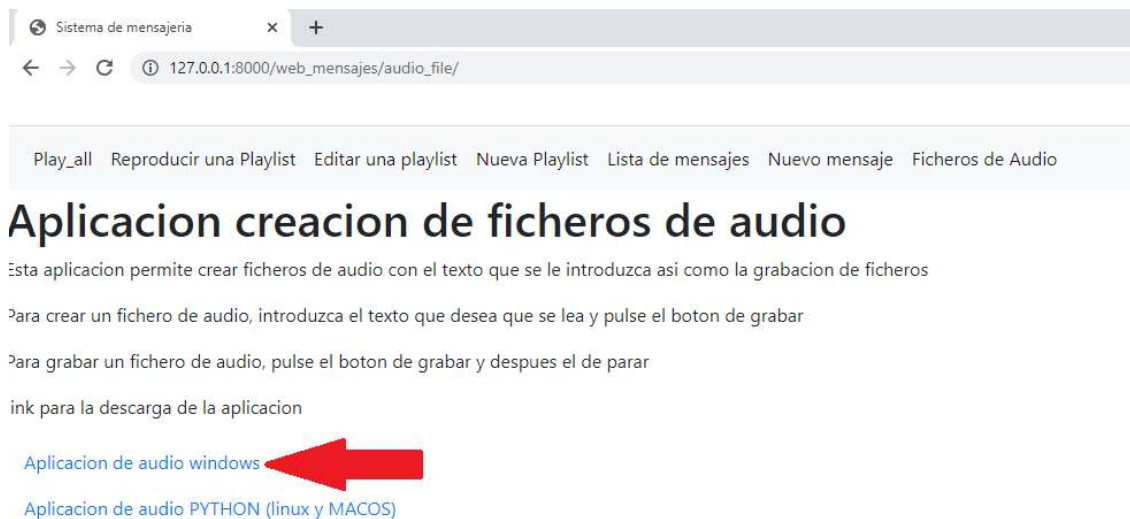 Sistema de mensajeria
127.0.0.1:8000/web_mensajes/audio_file/
Play_all Reproducir una Playlist Editar una playlist Nueva Playlist Lista de mensajes Nuevo mensaje Ficheros de Audio
Aplicacion creacion de ficheros de audio
Esta aplicacion permite crear ficheros de audio con el texto que se le introduzca asi como la grabacion de ficheros
Para crear un fichero de audio, introduzca el texto que desea que se lea y pulse el boton de grabar
Para grabar un fichero de audio, pulse el boton de grabar y despues el de parar
ink para la descarga de la aplicacion
Aplicacion de audio windows
Aplicacion de audio PYTHON (linux y MACOS)